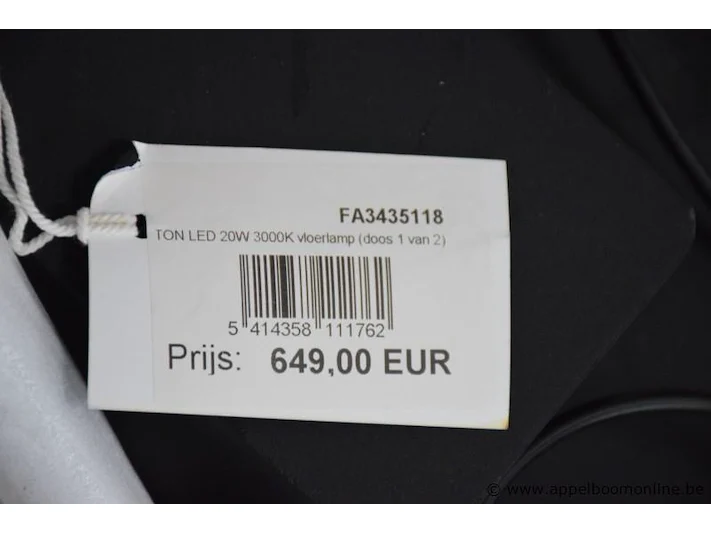 FA3435118
TON LED 20W 3000K vloerlamp (doos 1 van 2)
5 414358 111762
Prijs: 649,00 EUR
© www.appelboomonline.be